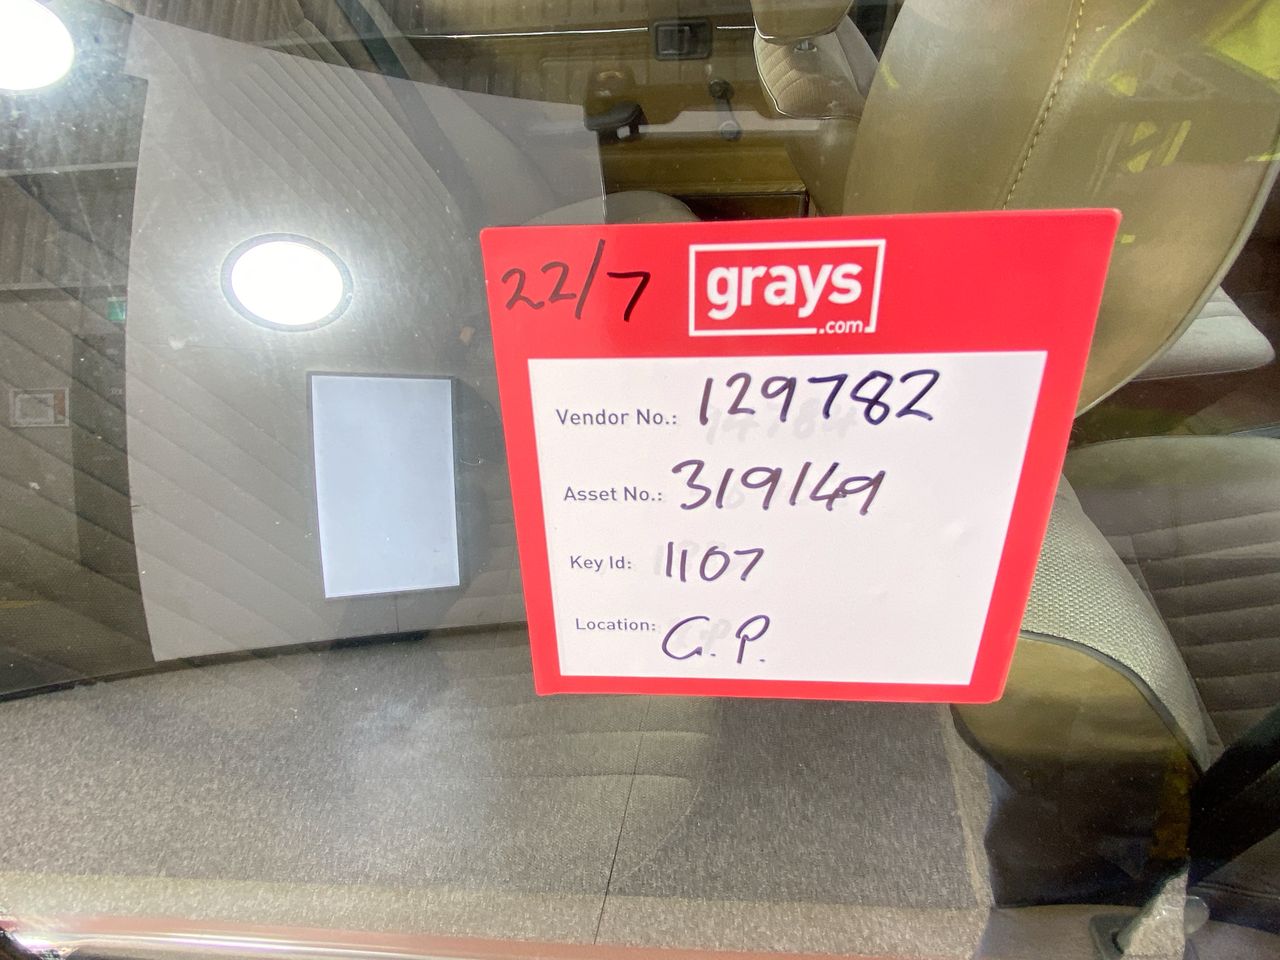 22/7
grays
.com
Vendor No.: 129782
Asset No.: 319149
Key Id: 1107
Location: G.P.